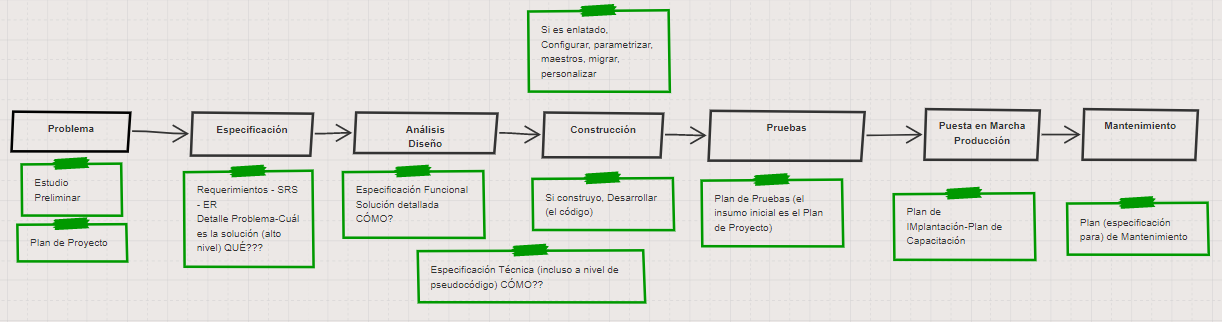 Si es enlatado,
Configurar, parametrizar,
maestros, migrar,
personalizar
Problema
Especificación
Análisis
Diseño
Construcción
Pruebas
Puesta en Marcha
Producción
Mantenimiento
Estudio
Preliminar
Plan de Proyecto
Requerimientos - SRS
- ER
Detalle Problema-Cuál
es la solución (alto
nivel) QUÉ???
Especificación Funcional
Solución detallada
CÓMO?
Especificación Técnica (incluso a nivel de
pseudocódigo) CÓMO??
Si construyo, Desarrollar
(el código)
Plan de Pruebas (el
insumo inicial es el Plan
de Proyecto)
Plan de
IMplantación-Plan de
Capacitación
Plan (especificación
para) de Mantenimiento